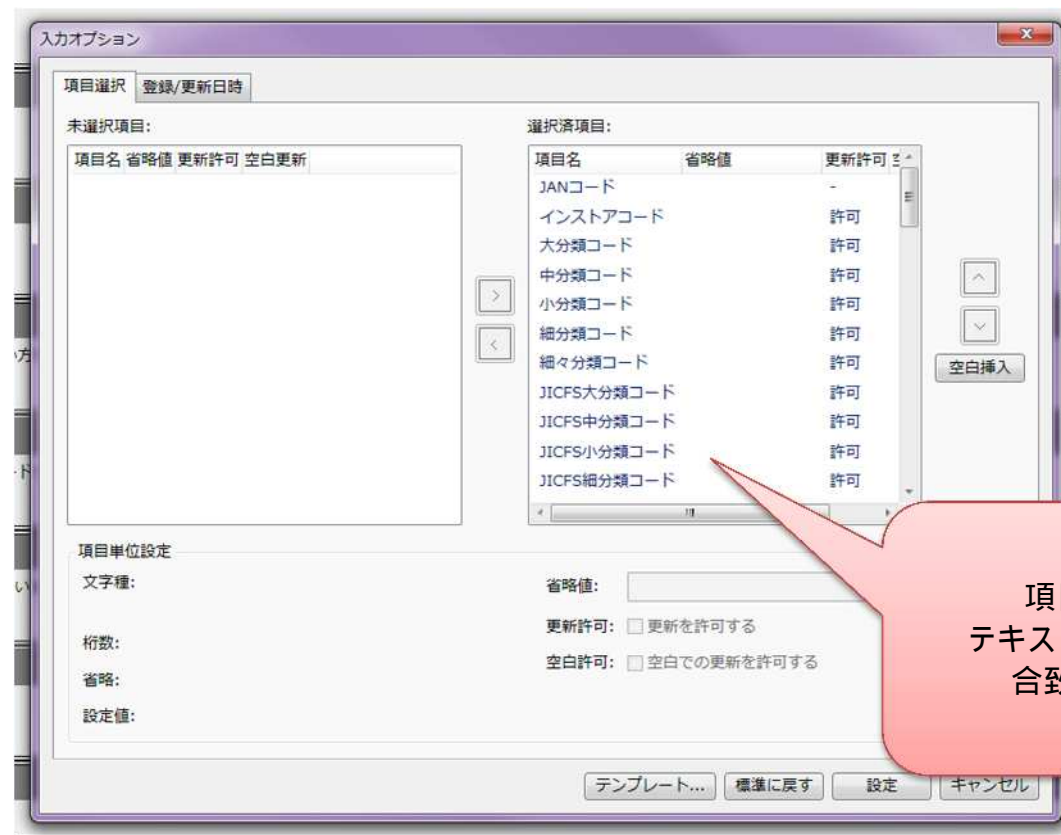 入力オプション
項目選択 登録/更新日時
未選択項目:
選択済項目:
項目名 省略値 更新許可 空白更新
項目名 省略値 更新許可
JANコード -
インストアコード 許可
大分類コード 許可
中分類コード 許可
小分類コード 許可
細分類コード 許可
細々分類コード 許可
JICFS大分類コード 許可
JICFS中分類コード 許可
JICFS小分類コード 許可
JICFS細分類コード 許可
>
<
空白挿入
項目単位設定
文字種:
桁数:
省略:
設定値:
省略値:
更新許可: 更新を許可する
空白許可: 空白での更新を許可する
項
テキス
合致
テンプレート... 標準に戻す 設定 キャンセル